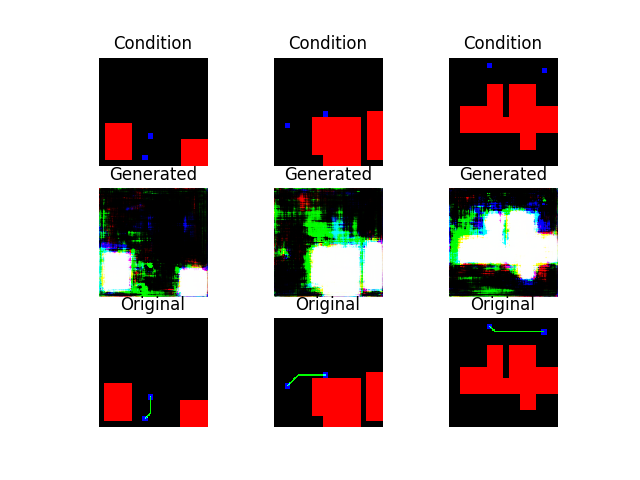 Condition Condition Condition
Generated Generated Generated
Original Original Original